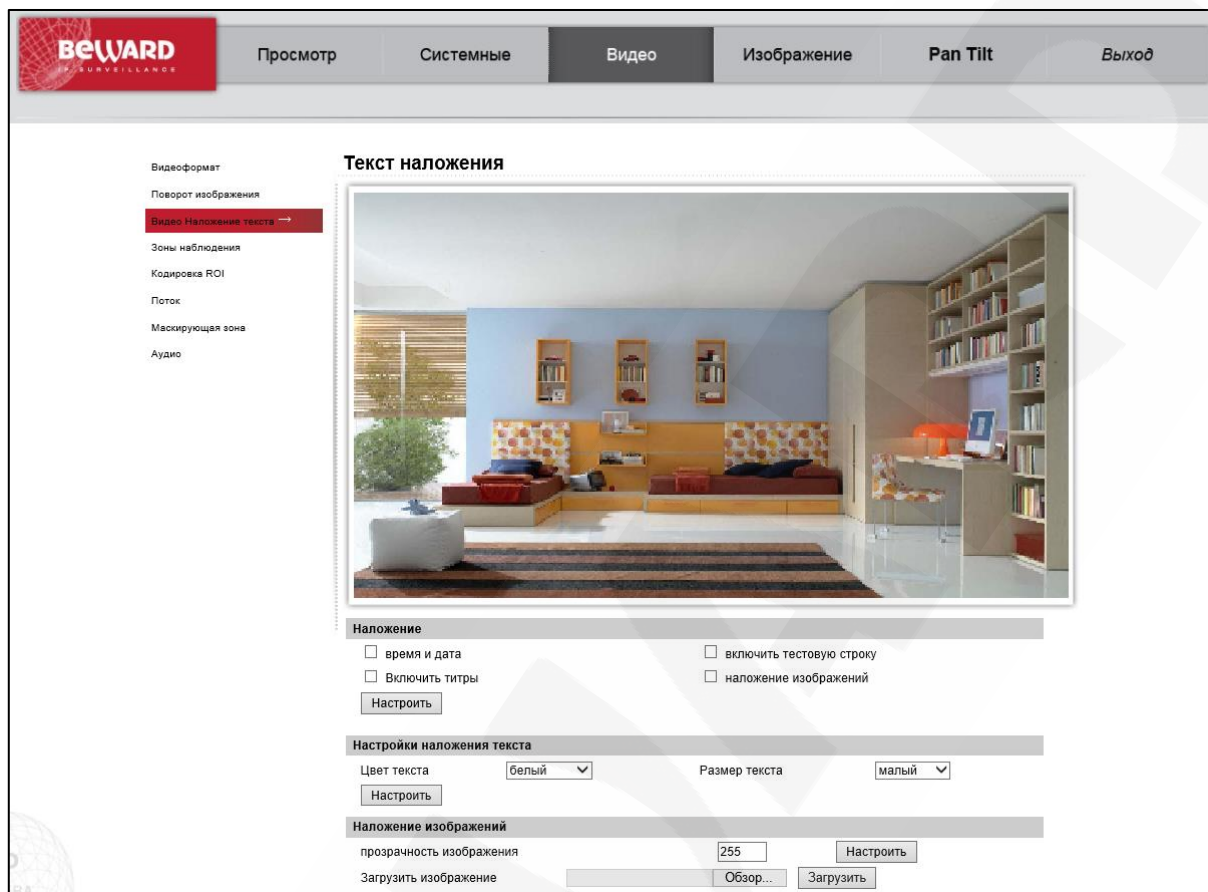 BEWARD
IP SURVEILLANCE
Просмотр
Системные
Видео
Изображение
Pan Tilt
Выход
Видеоформат
Поворот изображения
Видео Наложение текста →
Зоны наблюдения
Кодировка ROI
Поток
Маскирующая зона
Аудио
Текст наложения
Наложение
время и дата
включить тестовую строку
Включить титры
наложение изображений
Настроить
Настройки наложения текста
Цвет текста белый
Размер текста малый
Настроить
Наложение изображений
прозрачность изображения 255 Настроить
Загрузить изображение Обзор... Загрузить